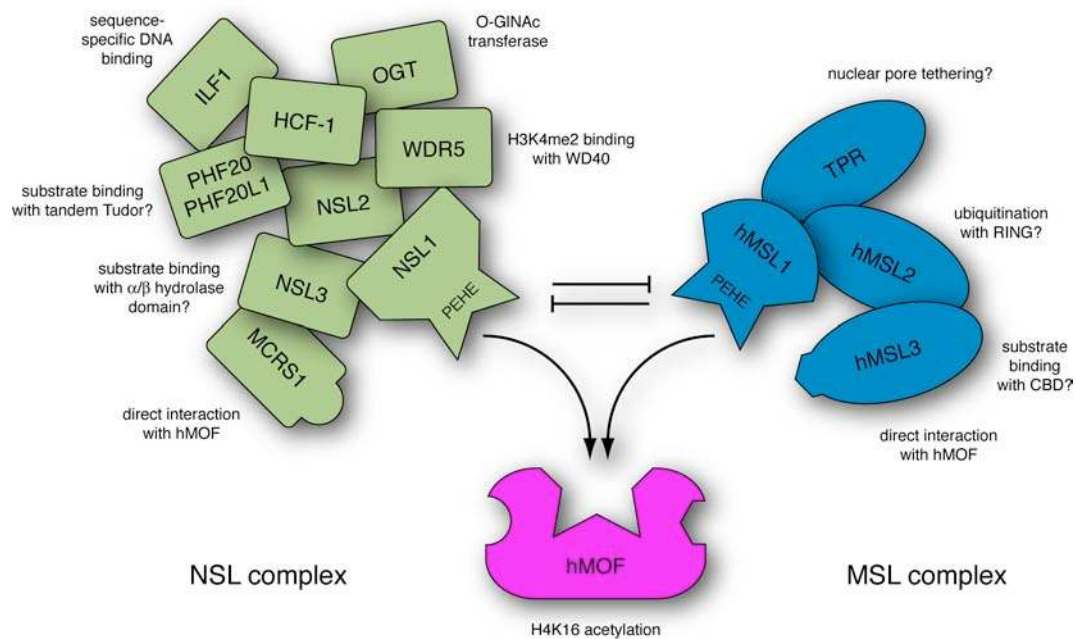 sequence-
specific DNA
binding
O-GlNAc
transferase
ILF1
OGT
HCF-1
WDR5
H3K4me2 binding
with WD40
PHF20
PHF20L1
substrate binding
with tandem Tudor?
NSL2
NSL1
PEHE
substrate binding
with α/β hydrolase
domain?
NSL3
MCRS1
direct interaction
with hMOF
nuclear pore tethering?
TPR
hMSL1
PEHE
hMSL2
ubiquitination
with RING?
hMSL3
substrate
binding
with CBD?
direct interaction
with hMOF
hMOF
NSL complex
MSL complex
H4K16 acetylation